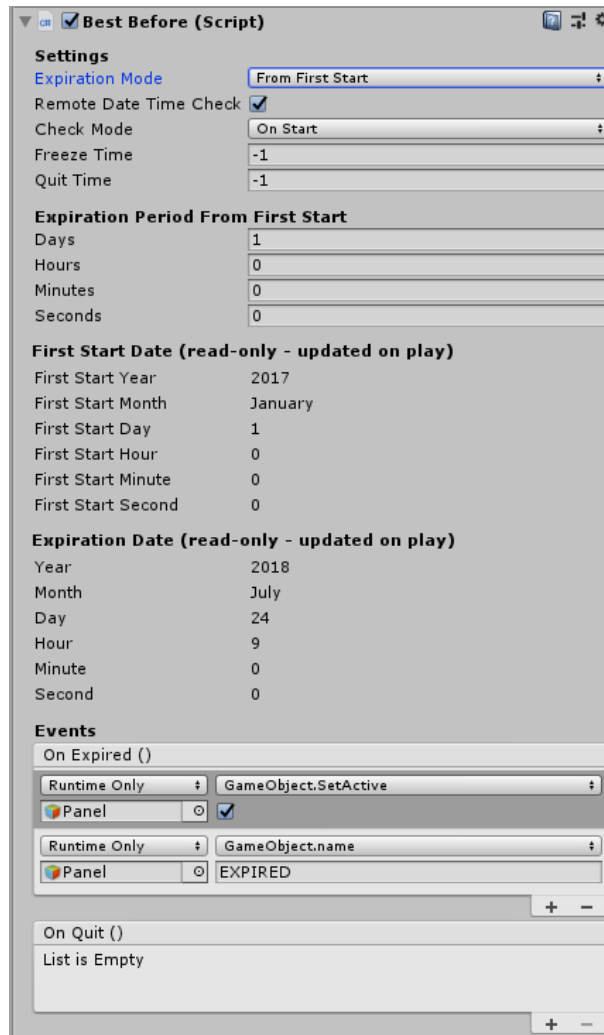 Best Before (Script)
Settings
Expiration Mode From First Start
Remote Date Time Check
Check Mode On Start
Freeze Time -1
Quit Time -1
Expiration Period From First Start
Days 1
Hours 0
Minutes 0
Seconds 0
First Start Date (read-only - updated on play)
First Start Year 2017
First Start Month January
First Start Day 1
First Start Hour 0
First Start Minute 0
First Start Second 0
Expiration Date (read-only - updated on play)
Year 2018
Month July
Day 24
Hour 9
Minute 0
Second 0
Events
On Expired ()
Runtime Only GameObject.SetActive
Panel
Runtime Only GameObject.name
Panel EXPIRED
+ -
On Quit ()
List is Empty
+ -